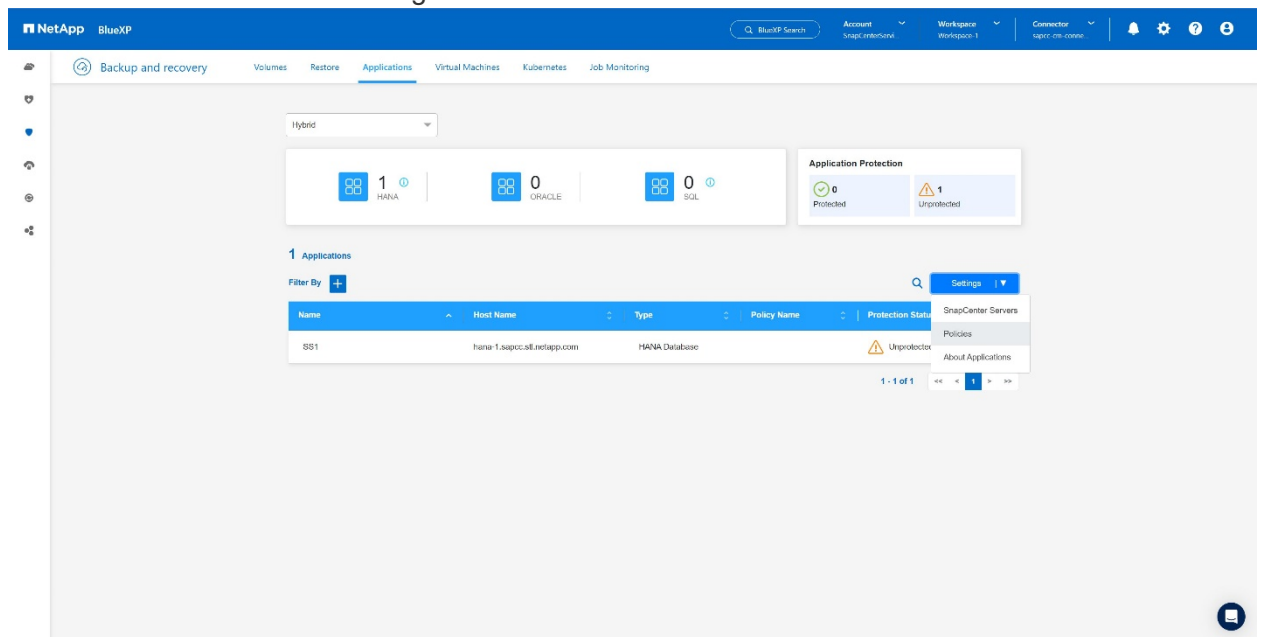 NetApp BlueXP
BlueXP Search
Account
SnapCenterServi...
Workspace
Workspace-1
Connector
sapcc-cm-conne...
Backup and recovery
Volumes Restore Applications Virtual Machines Kubernetes Job Monitoring
Hybrid
1
HANA
0
ORACLE
0
SQL
Application Protection
0
Protected
1
Unprotected
1 Applications
Filter By +
Settings
SnapCenter Servers
Policies
About Applications
Name Host Name Type Policy Name Protection Statu
SS1 hana-1.sapcc.stl.netapp.com HANA Database Unprotected
1 - 1 of 1 << < 1 > >>